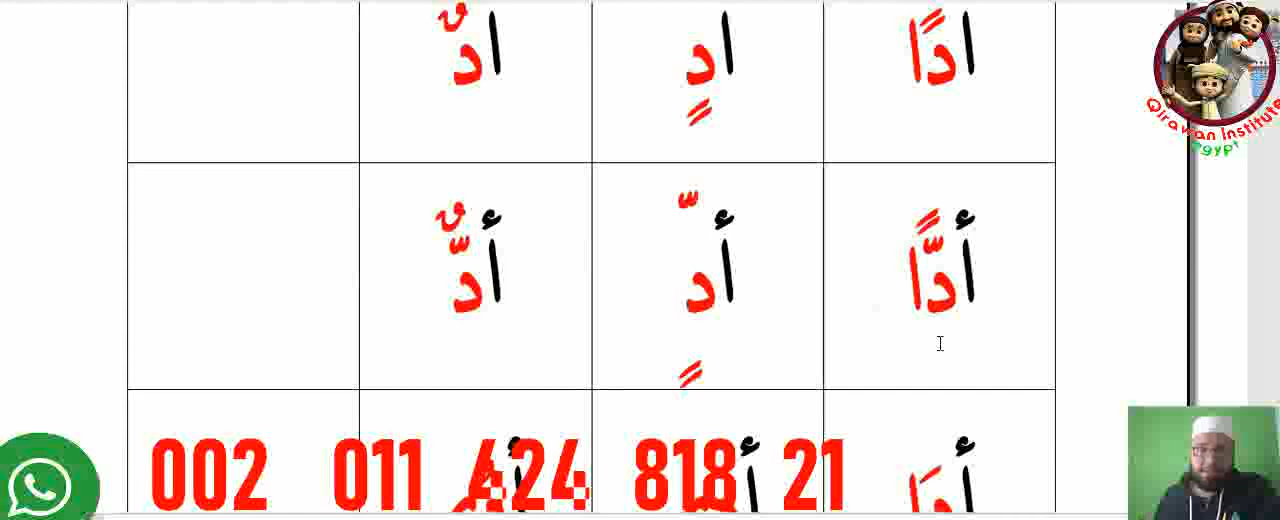 ادًا ادٍ ادٌ
أدًّا أدٍّ أدٌّ
002 011 424 818 21
Qirawan Institute
egypt